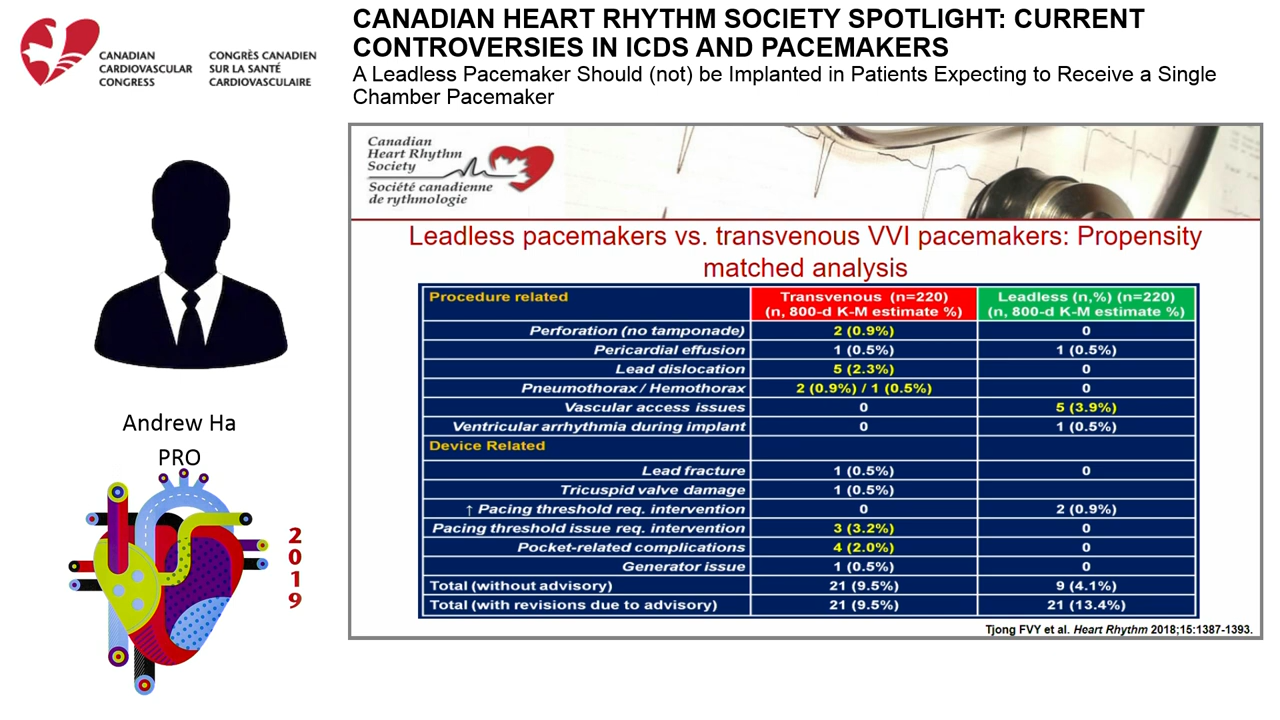 CANADIAN
CARDIOVASCULAR
CONGRESS
CONGRÈS CANADIEN
SUR LA SANTÉ
CARDIOVASCULAIRE
CANADIAN HEART RHYTHM SOCIETY SPOTLIGHT: CURRENT
CONTROVERSIES IN ICDS AND PACEMAKERS
A Leadless Pacemaker Should (not) be Implanted in Patients Expecting to Receive a Single
Chamber Pacemaker
Andrew Ha
PRO
2019
Canadian
Heart Rhythm
Society
Société canadienne
de rythmologie
Leadless pacemakers vs. transvenous VVI pacemakers: Propensity
matched analysis
Procedure related | Transvenous (n=220) (n, 800-d K-M estimate %) | Leadless (n,%) (n=220) (n, 800-d K-M estimate %)
Perforation (no tamponade) | 2 (0.9%) | 0
Pericardial effusion | 1 (0.5%) | 1 (0.5%)
Lead dislocation | 5 (2.3%) | 0
Pneumothorax / Hemothorax | 2 (0.9%) / 1 (0.5%) | 0
Vascular access issues | 0 | 5 (3.9%)
Ventricular arrhythmia during implant | 0 | 1 (0.5%)
Device Related
Lead fracture | 1 (0.5%) | 0
Tricuspid valve damage | 1 (0.5%)
↑ Pacing threshold req. intervention | 0 | 2 (0.9%)
Pacing threshold issue req. intervention | 3 (3.2%) | 0
Pocket-related complications | 4 (2.0%) | 0
Generator issue | 1 (0.5%) | 0
Total (without advisory) | 21 (9.5%) | 9 (4.1%)
Total (with revisions due to advisory) | 21 (9.5%) | 21 (13.4%)
Tjong FVY et al. Heart Rhythm 2018;15:1387-1393.